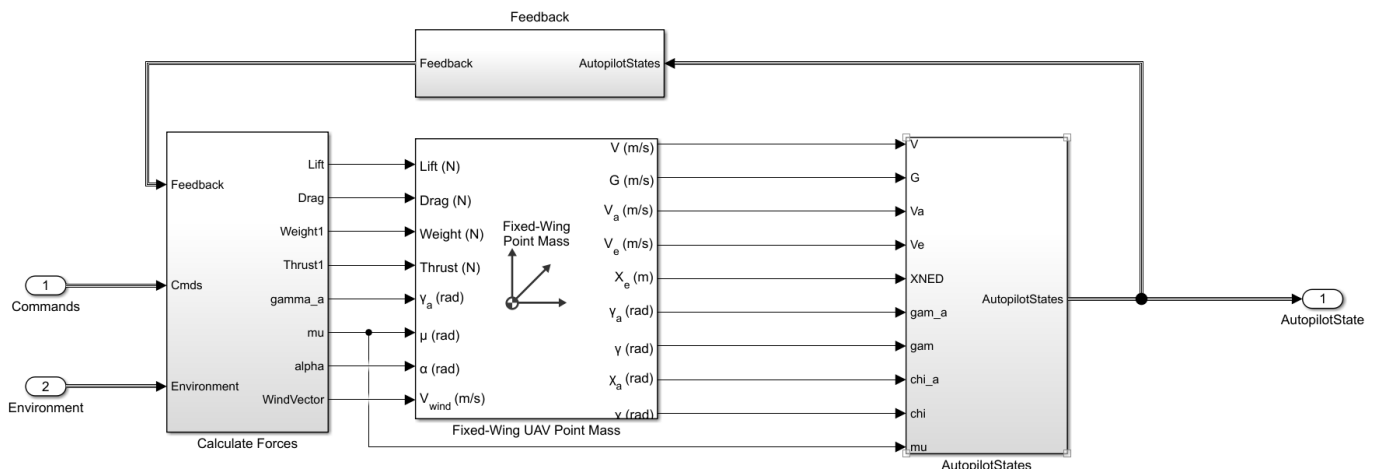 Feedback
Feedback
AutopilotStates
Feedback
Cmds
Environment
Lift
Drag
Weight1
Thrust1
gamma_a
mu
alpha
WindVector
Calculate Forces
1
Commands
2
Environment
Lift (N)
Drag (N)
Weight (N)
Thrust (N)
γa (rad)
μ (rad)
α (rad)
Vwind (m/s)
Fixed-Wing
Point Mass
V (m/s)
G (m/s)
Va (m/s)
Ve (m/s)
Xe (m)
γa (rad)
γ (rad)
χa (rad)
χ (rad)
Fixed-Wing UAV Point Mass
V
G
Va
Ve
XNED
gam_a
gam
chi_a
chi
mu
AutopilotStates
AutopilotStates
1
AutopilotState